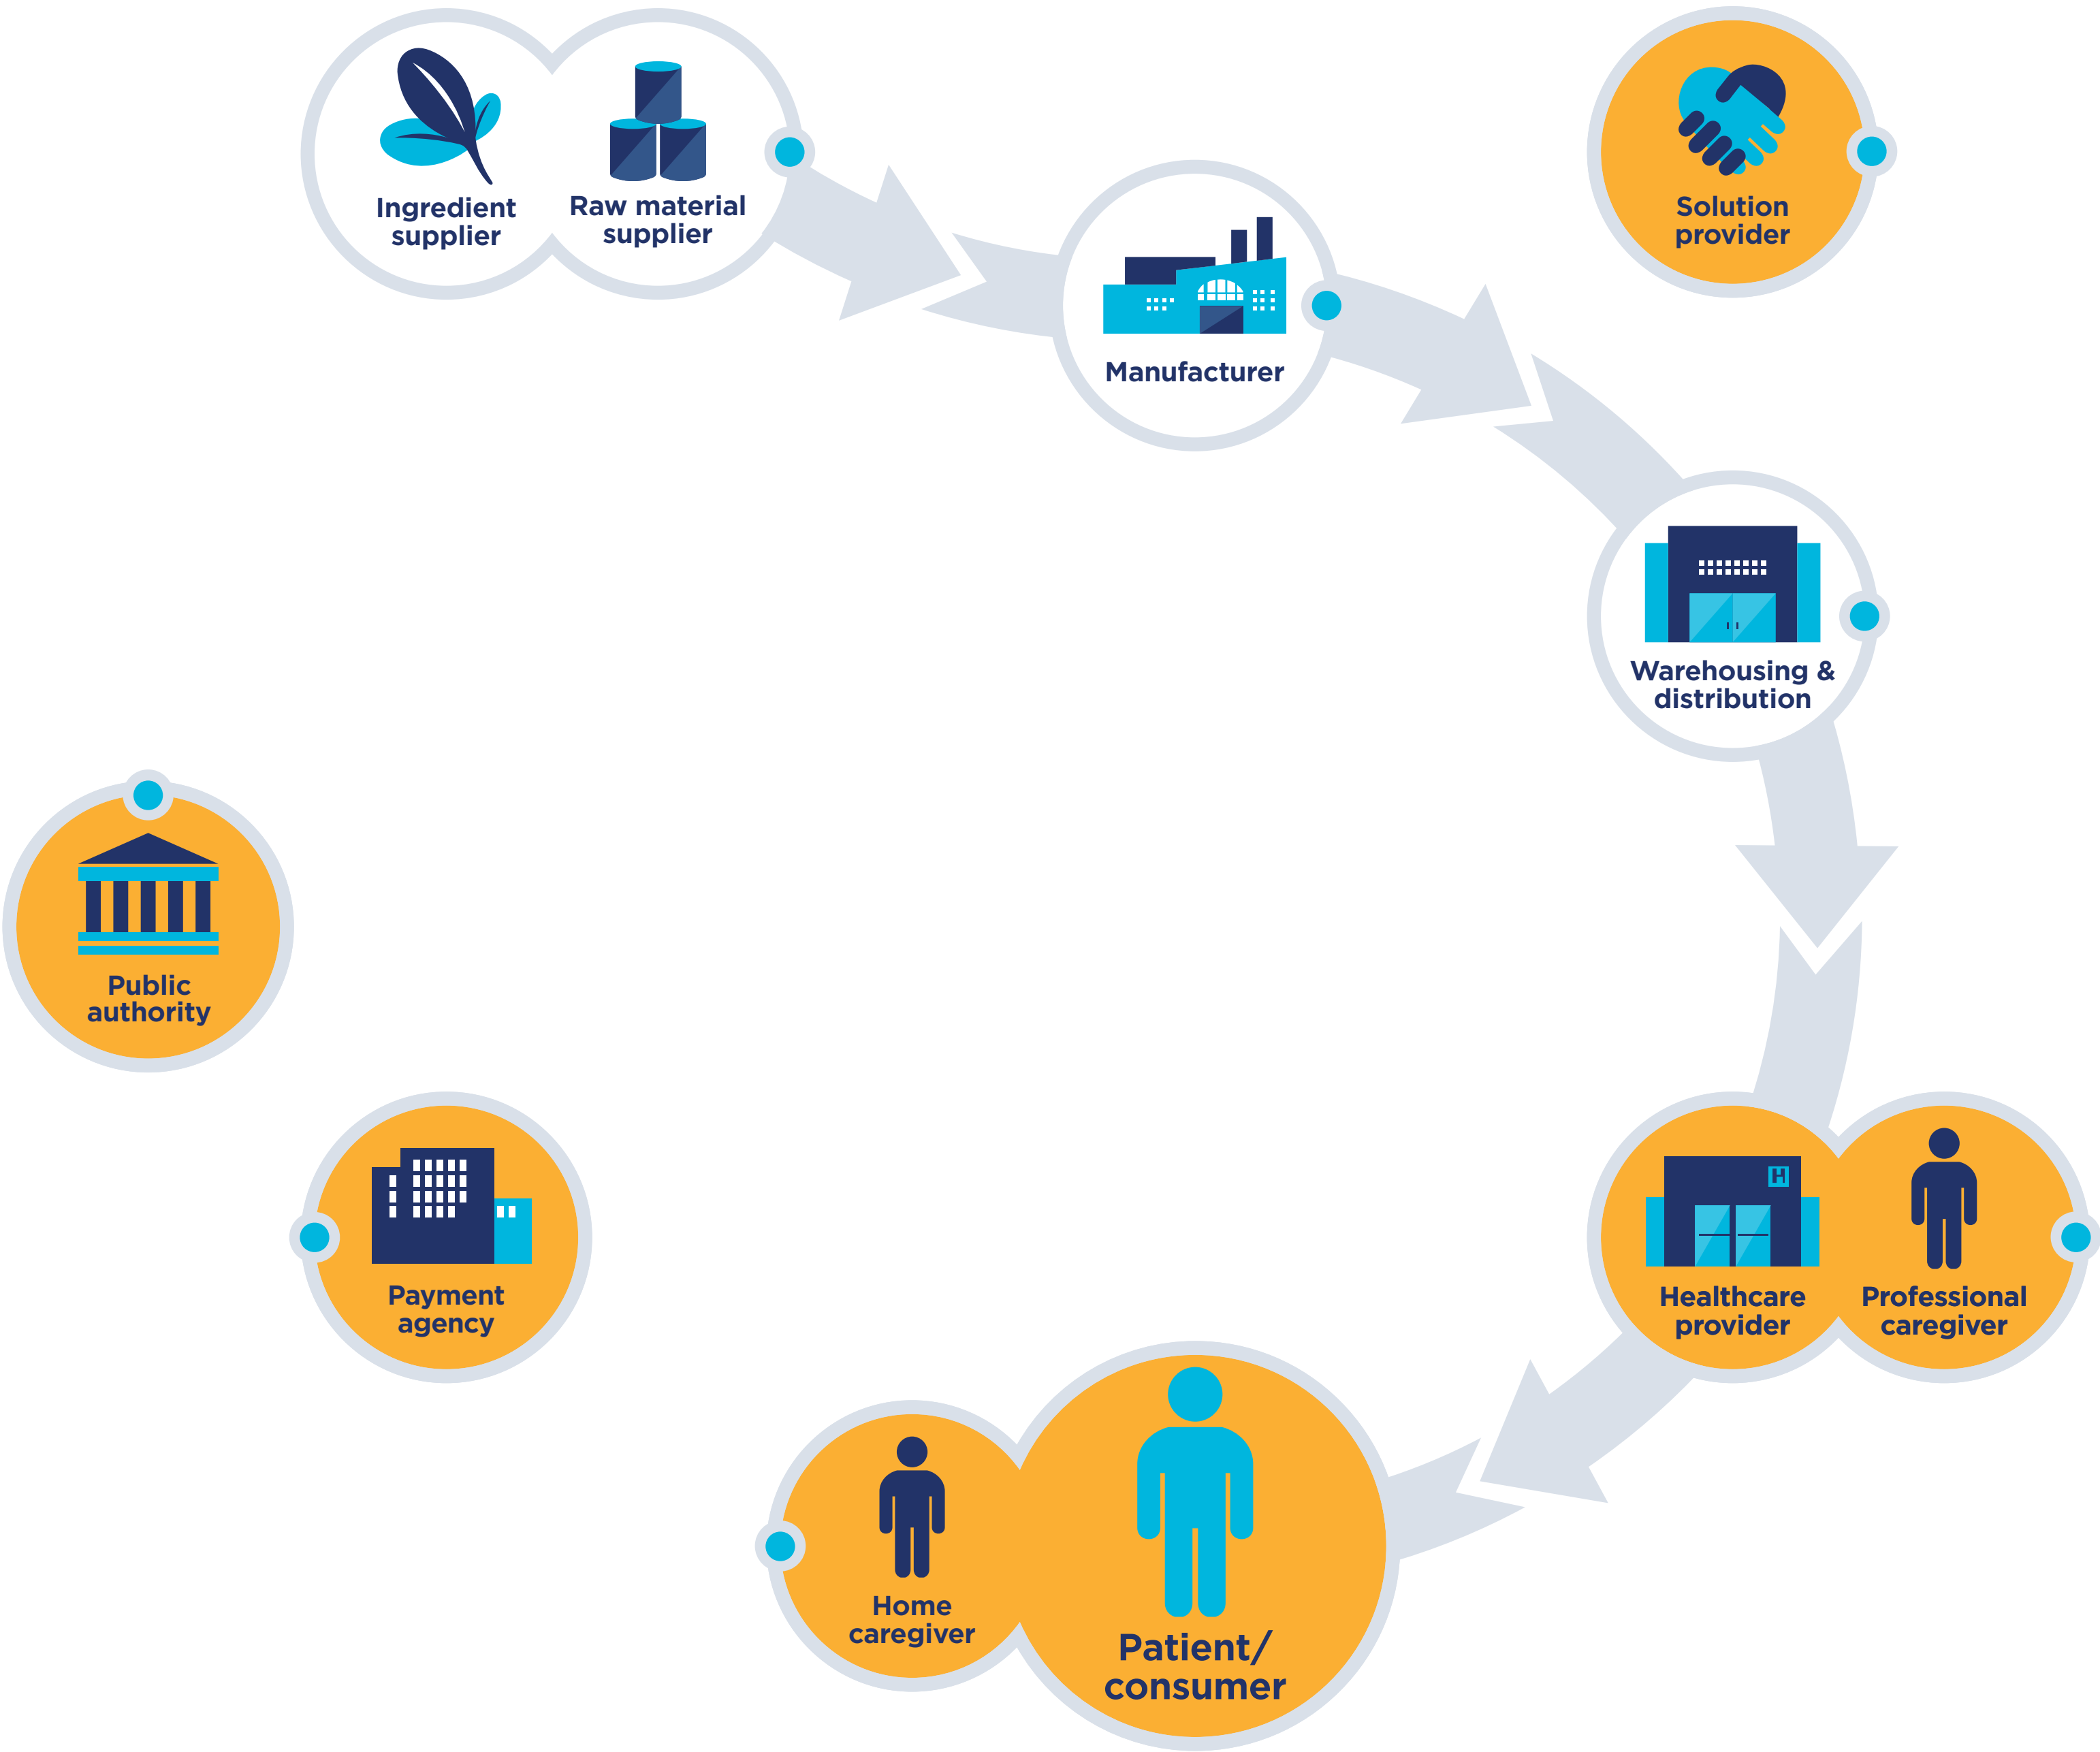 Ingredient
supplier
Raw material
supplier
Solution
provider
Manufacturer
Warehousing &
distribution
Public
authority
Payment
agency
H
Healthcare
provider
Professional
caregiver
Home
caregiver
Patient/
consumer